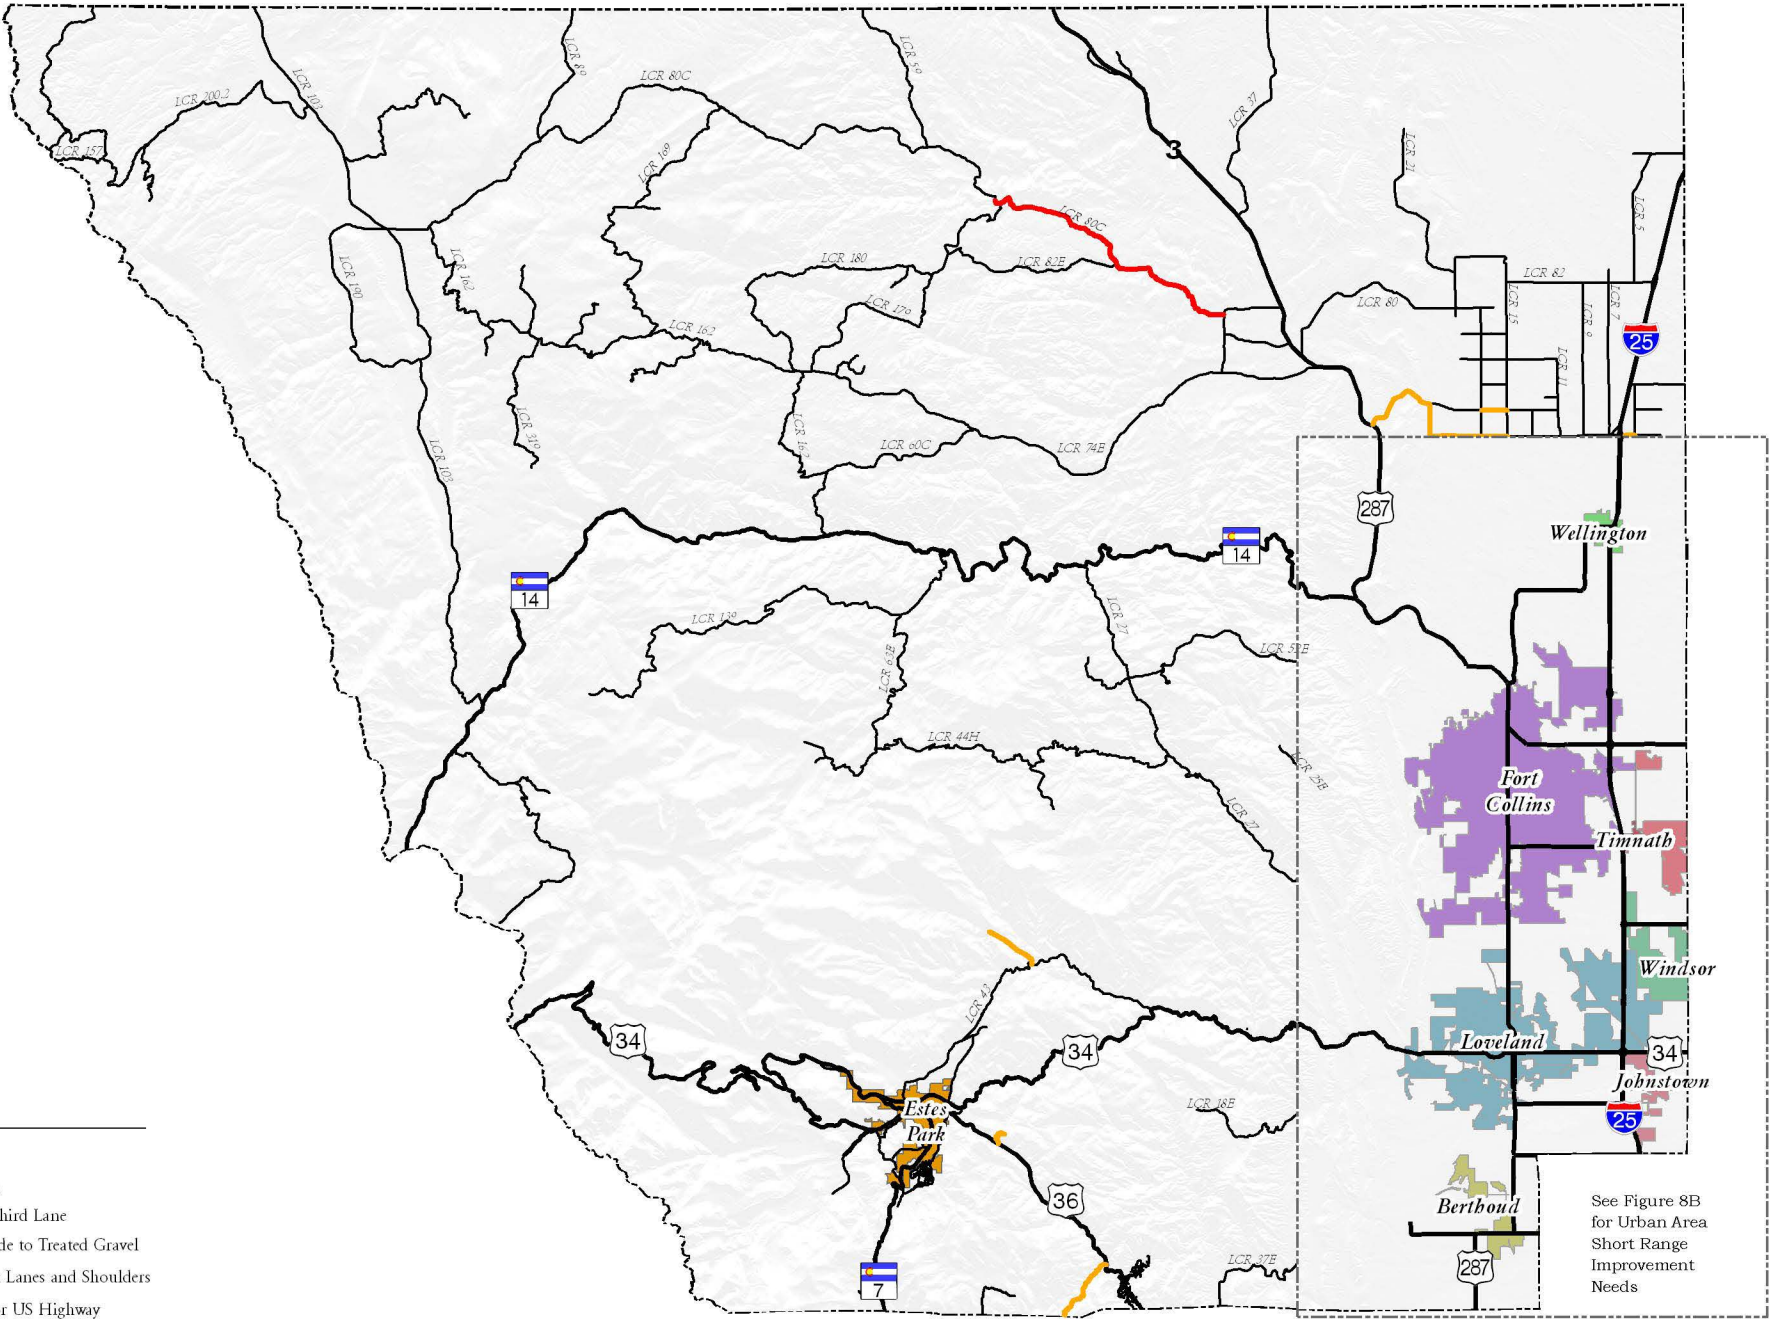 LCR 59
LCR 89
LCR 103
LCR 80C
LCR 200.2
LCR 37
LCR 21
3
LCR 157
LCR 169
LCR 5
LCR 80C
LCR 162
LCR 190
LCR 180
LCR 82E
LCR 82
LCR 179
LCR 80
LCR 15
LCR 9
LCR 7
LCR 162
25
LCR 11
LCR 319
LCR 162
LCR 60C
LCR 74E
LCR 103
287
Wellington
14
14
LCR 139
LCR 27
LCR 63E
LCR 44H
LCR 25E
Fort
Collins
LCR 27
Timnath
Windsor
LCR 43
34
34
Loveland
34
Johnstown
Estes
Park
LCR 18E
25
36
Berthoud
7
LCR 37E
287
hird Lane
de to Treated Gravel
Lanes and Shoulders
r US Highway
See Figure 8B
for Urban Area
Short Range
Improvement
Needs